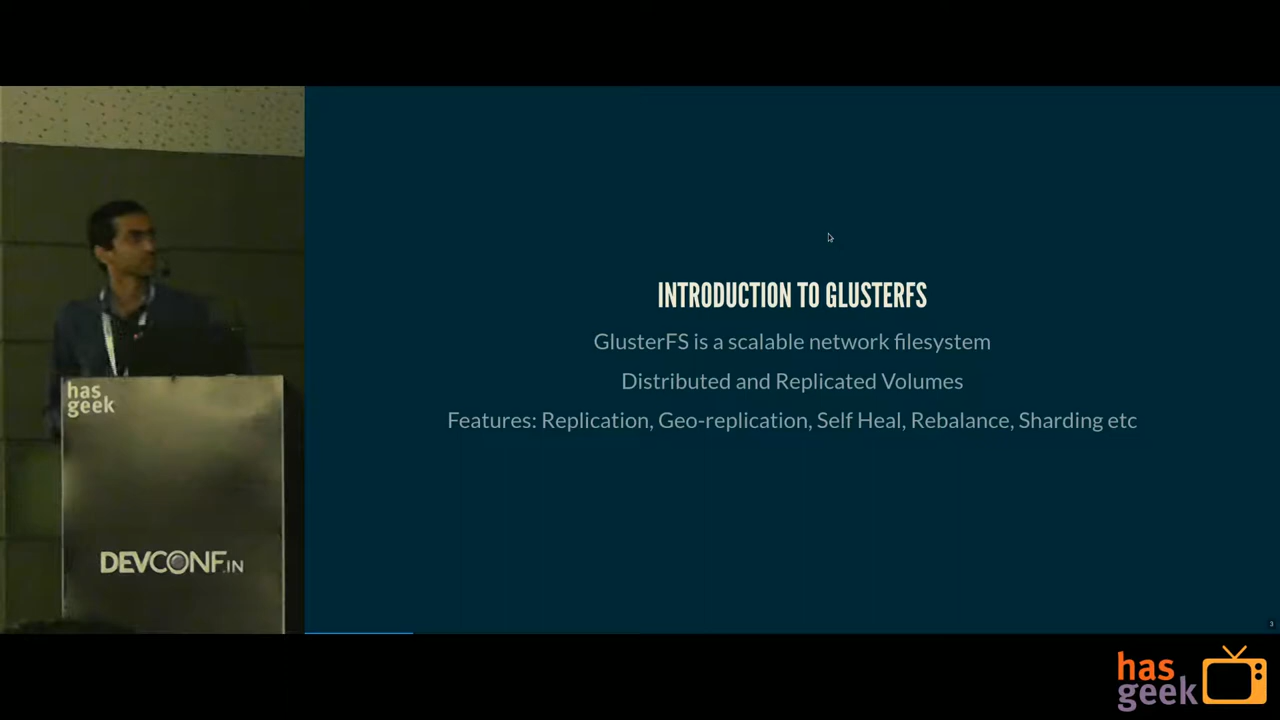 INTRODUCTION TO GLUSTERFS
GlusterFS is a scalable network filesystem
Distributed and Replicated Volumes
Features: Replication, Geo-replication, Self Heal, Rebalance, Sharding etc
has
geek
DEVCONF.IN
3
has
geek